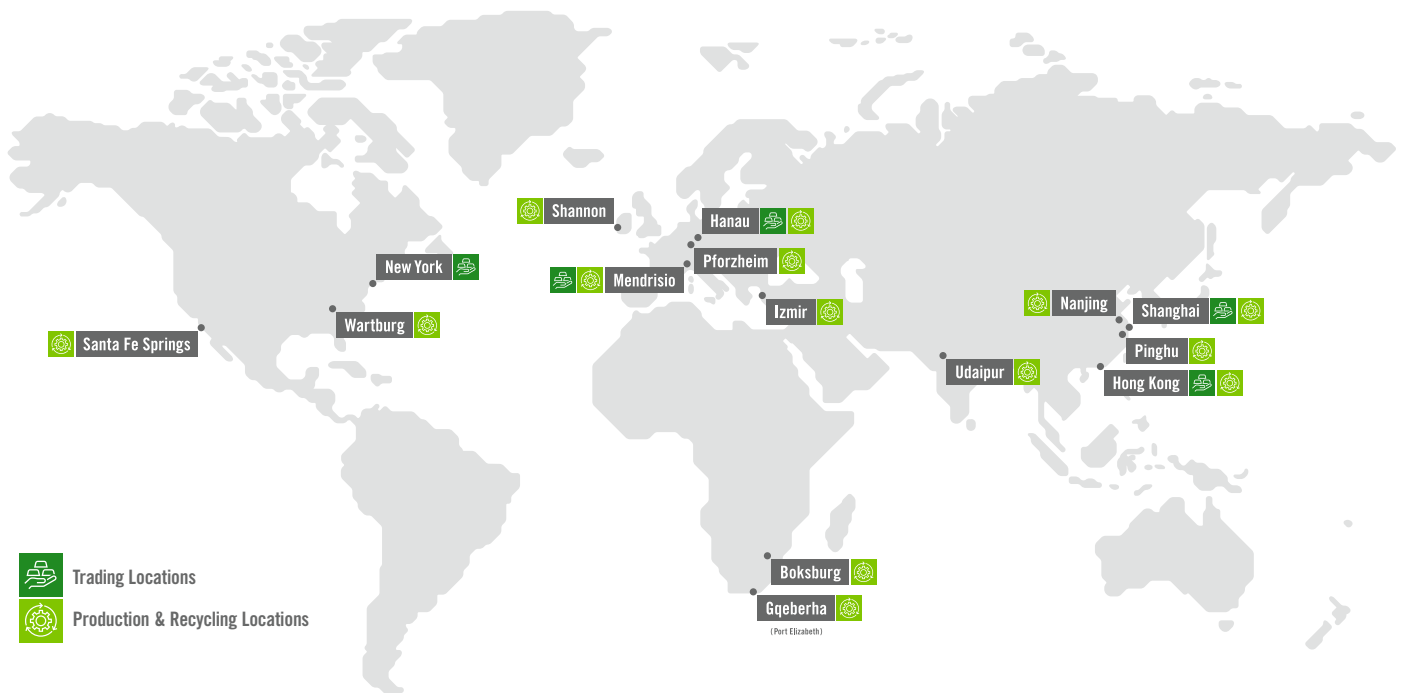 Shannon
Hanau
New York
Pforzheim
Mendrisio
Nanjing
Izmir
Shanghai
Wartburg
Santa Fe Springs
Pinghu
Udaipur
Hong Kong
Boksburg
Trading Locations
Gqeberha
Production & Recycling Locations
(Port Elizabeth)